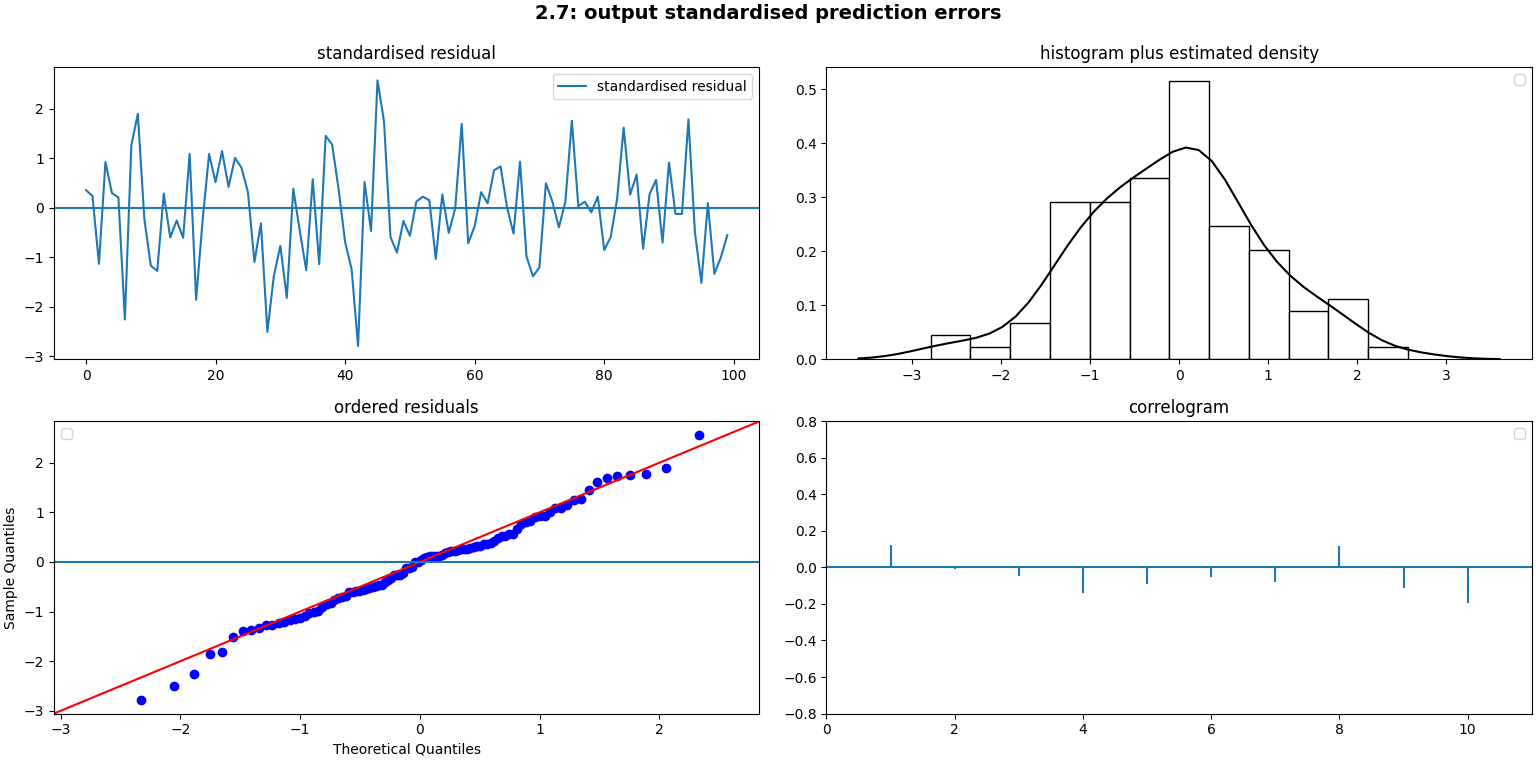 2.7: output standardised prediction errors
standardised residual
standardised residual
2
1
0
−1
−2
−3
0 20 40 60 80 100
histogram plus estimated density
0.5
0.4
0.3
0.2
0.1
0.0
−3 −2 −1 0 1 2 3
ordered residuals
Sample Quantiles
2
1
0
−1
−2
−3
−3 −2 −1 0 1 2
Theoretical Quantiles
correlogram
0.8
0.6
0.4
0.2
0.0
−0.2
−0.4
−0.6
−0.8
0 2 4 6 8 10